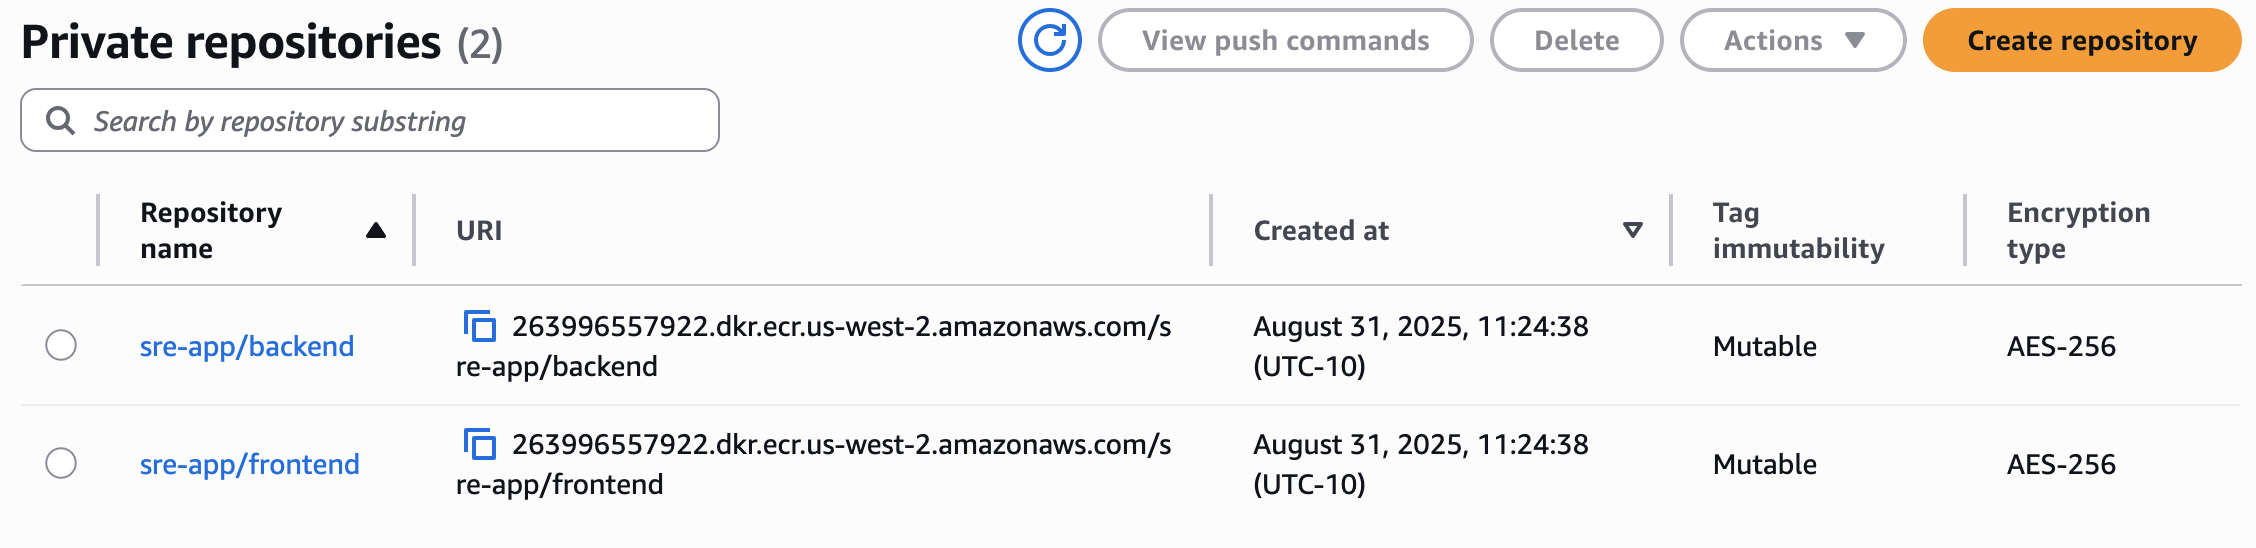 Private repositories (2)
View push commands
Delete
Actions
Create repository
Search by repository substring
Repository
name
URI
Created at
Tag
immutability
Encryption
type
sre-app/backend
263996557922.dkr.ecr.us-west-2.amazonaws.com/s
re-app/backend
August 31, 2025, 11:24:38
(UTC-10)
Mutable
AES-256
sre-app/frontend
263996557922.dkr.ecr.us-west-2.amazonaws.com/s
re-app/frontend
August 31, 2025, 11:24:38
(UTC-10)
Mutable
AES-256